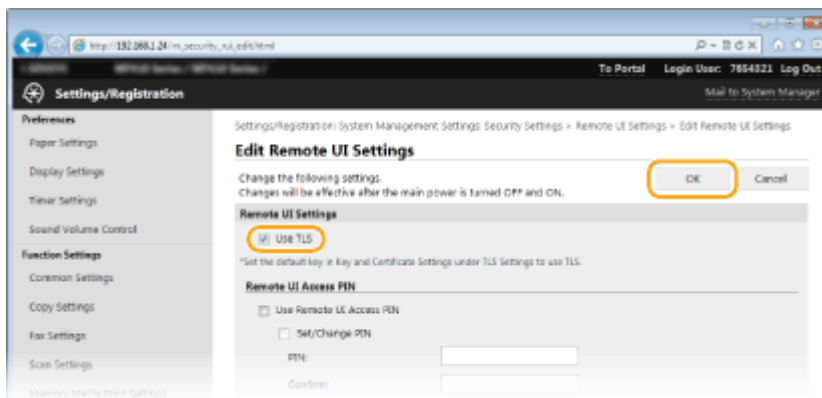 http://192.168.1.24/m_security_rui_edit.html
To Portal Login User: 7654321 Log Out
Settings/Registration
Mail to System Manager
Preferences
Paper Settings
Display Settings
Timer Settings
Sound Volume Control
Function Settings
Common Settings
Copy Settings
Fax Settings
Scan Settings
Memory Media Print Settings
Settings/Registration: System Management Settings: Security Settings > Remote UI Settings > Edit Remote UI Settings
Edit Remote UI Settings
Change the following settings.
Changes will be effective after the main power is turned OFF and ON.
OK
Cancel
Remote UI Settings
Use TLS
*Set the default key in Key and Certificate Settings under TLS Settings to use TLS.
Remote UI Access PIN
Use Remote UI Access PIN
Set/Change PIN
PIN:
Confirm: